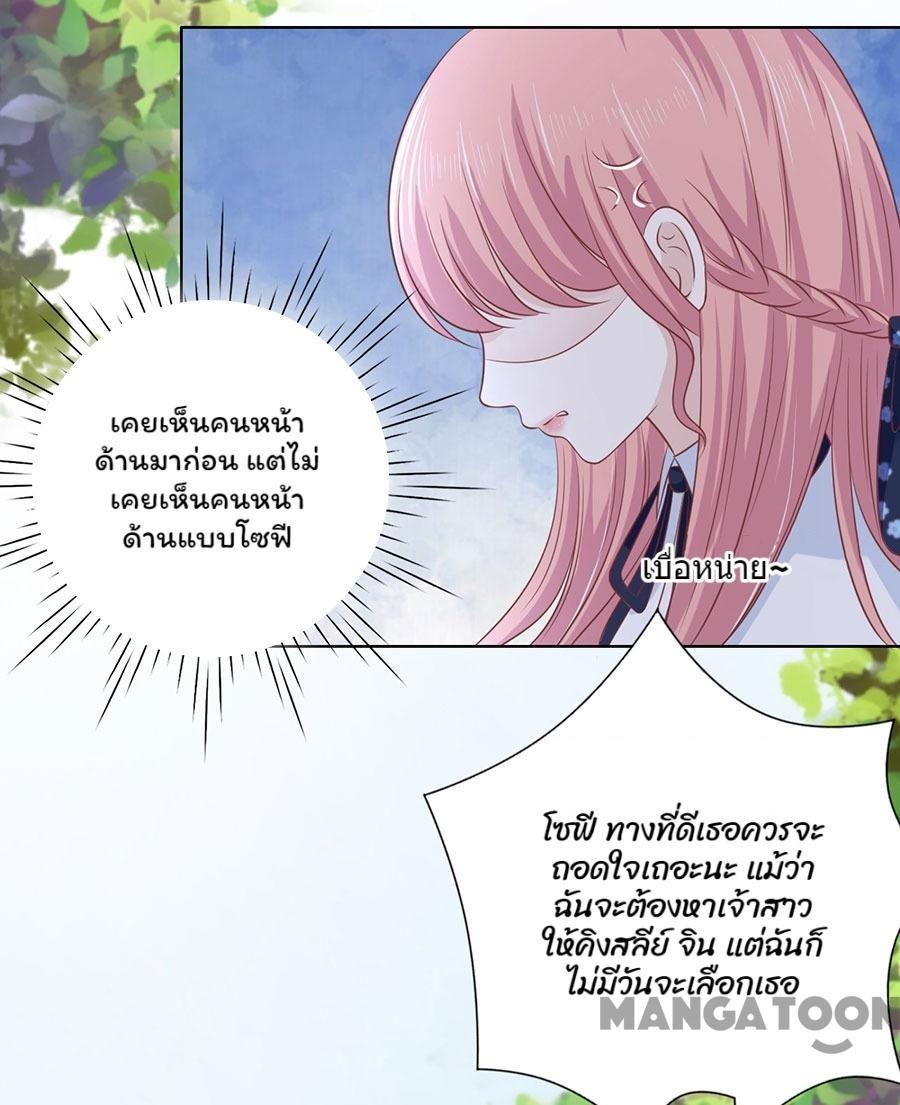 เคยเห็นคนหน้า
ด้านมาก่อน แต่ไม่
เคยเห็นคนหน้า
ด้านแบบโซฟี
เบื่อหน่าย~
โซฟี ทางที่ดีเธอควรจะ
ถอดใจเถอะนะ แม้ว่า
ฉันจะต้องหาเจ้าสาว
ให้คิงสลีย์ จิน แต่ฉันก็
ไม่มีวันจะเลือกเธอ
MANGATOON